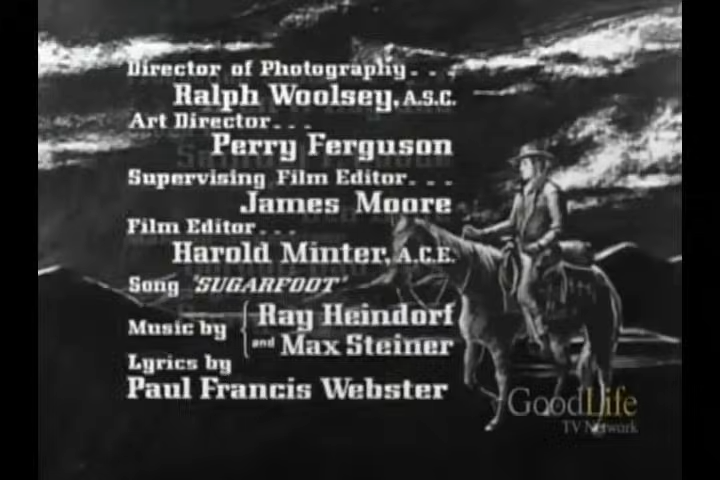 Director of Photography...
Ralph Woolsey, A.S.C.
Art Director...
Perry Ferguson
Supervising Film Editor...
James Moore
Film Editor...
Harold Minter, A.C.E.
Song "SUGARFOOT"
Music by { Ray Heindorf
and Max Steiner
Lyrics by
Paul Francis Webster
GoodLife
TV Network